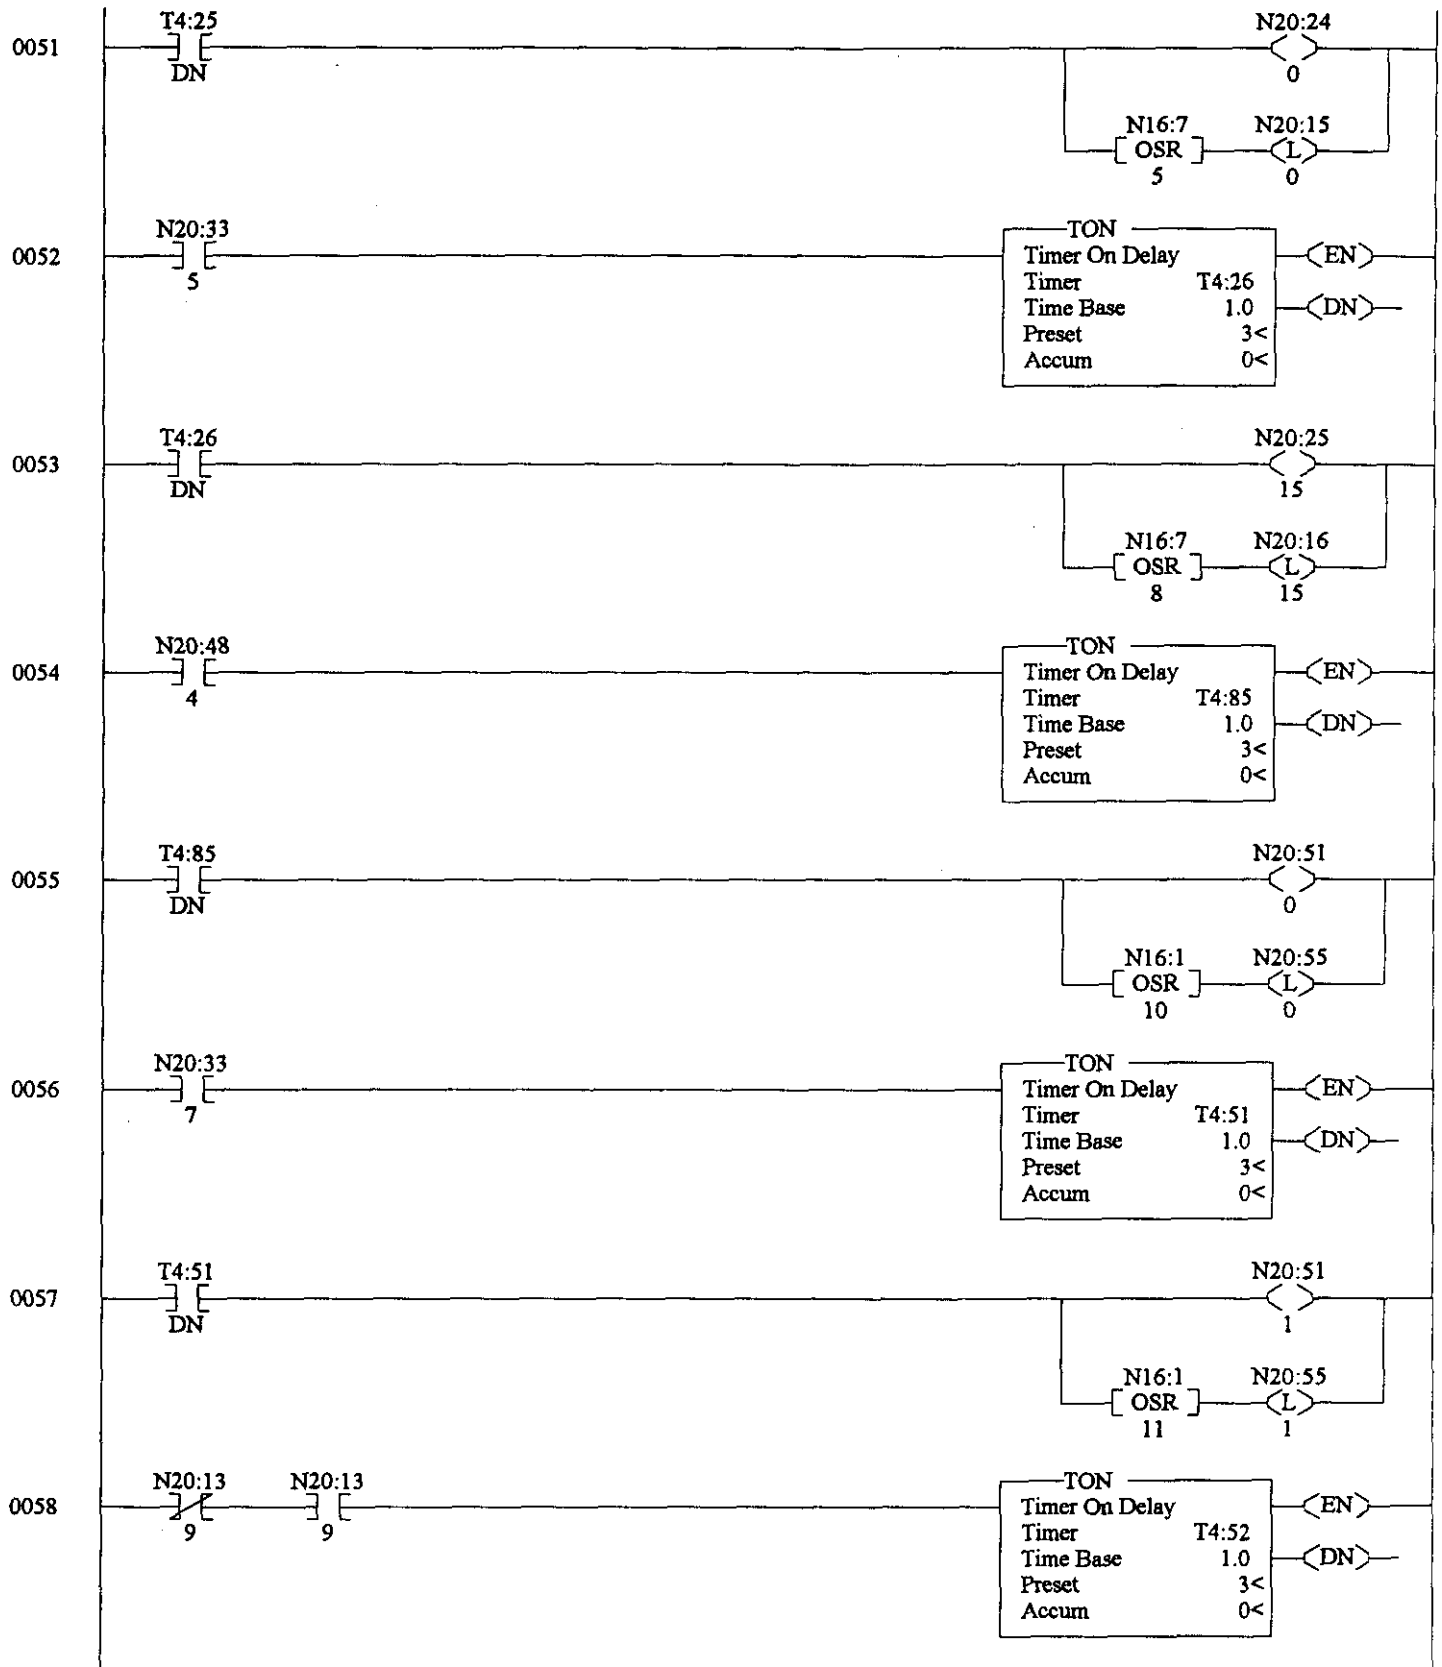 T4:25
N20:24
0051
DN
0
N16:7
N20:15
OSR
L
5
0
N20:33
TON
0052
5
Timer On Delay
EN
Timer T4:26
Time Base 1.0
DN
Preset 3<
Accum 0<
T4:26
N20:25
0053
DN
15
N16:7
N20:16
OSR
L
8
15
N20:48
TON
0054
4
Timer On Delay
EN
Timer T4:85
Time Base 1.0
DN
Preset 3<
Accum 0<
T4:85
N20:51
0055
DN
0
N16:1
N20:55
OSR
L
10
0
N20:33
TON
0056
7
Timer On Delay
EN
Timer T4:51
Time Base 1.0
DN
Preset 3<
Accum 0<
T4:51
N20:51
0057
DN
1
N16:1
N20:55
OSR
L
11
1
N20:13
N20:13
TON
0058
9
9
Timer On Delay
EN
Timer T4:52
Time Base 1.0
DN
Preset 3<
Accum 0<